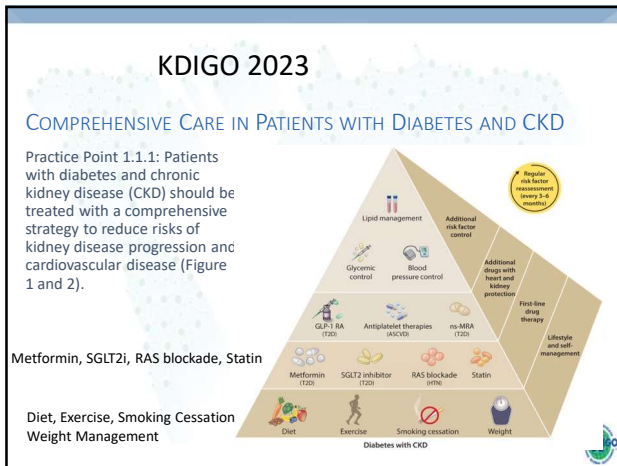 KDIGO 2023
COMPREHENSIVE CARE IN PATIENTS WITH DIABETES AND CKD
Practice Point 1.1.1: Patients
with diabetes and chronic
kidney disease (CKD) should be
treated with a comprehensive
strategy to reduce risks of
kidney disease progression and
cardiovascular disease (Figure
1 and 2).
Metformin, SGLT2i, RAS blockade, Statin
Diet, Exercise, Smoking Cessation
Weight Management
Regular
risk factor
reassessment
(every 3–6
months)
Lipid management
Glycemic
control
Blood
pressure control
GLP-1 RA
(T2D)
Antiplatelet therapies
(ASCVD)
ns-MRA
(T2D)
Metformin
(T2D)
SGLT2 inhibitor
(T2D)
RAS blockade
(HTN)
Statin
Diet
Exercise
Smoking cessation
Weight
Diabetes with CKD
Additional
risk factor
control
Additional
drugs with
heart and
kidney
protection
First-line
drug
therapy
Lifestyle
and self-
management